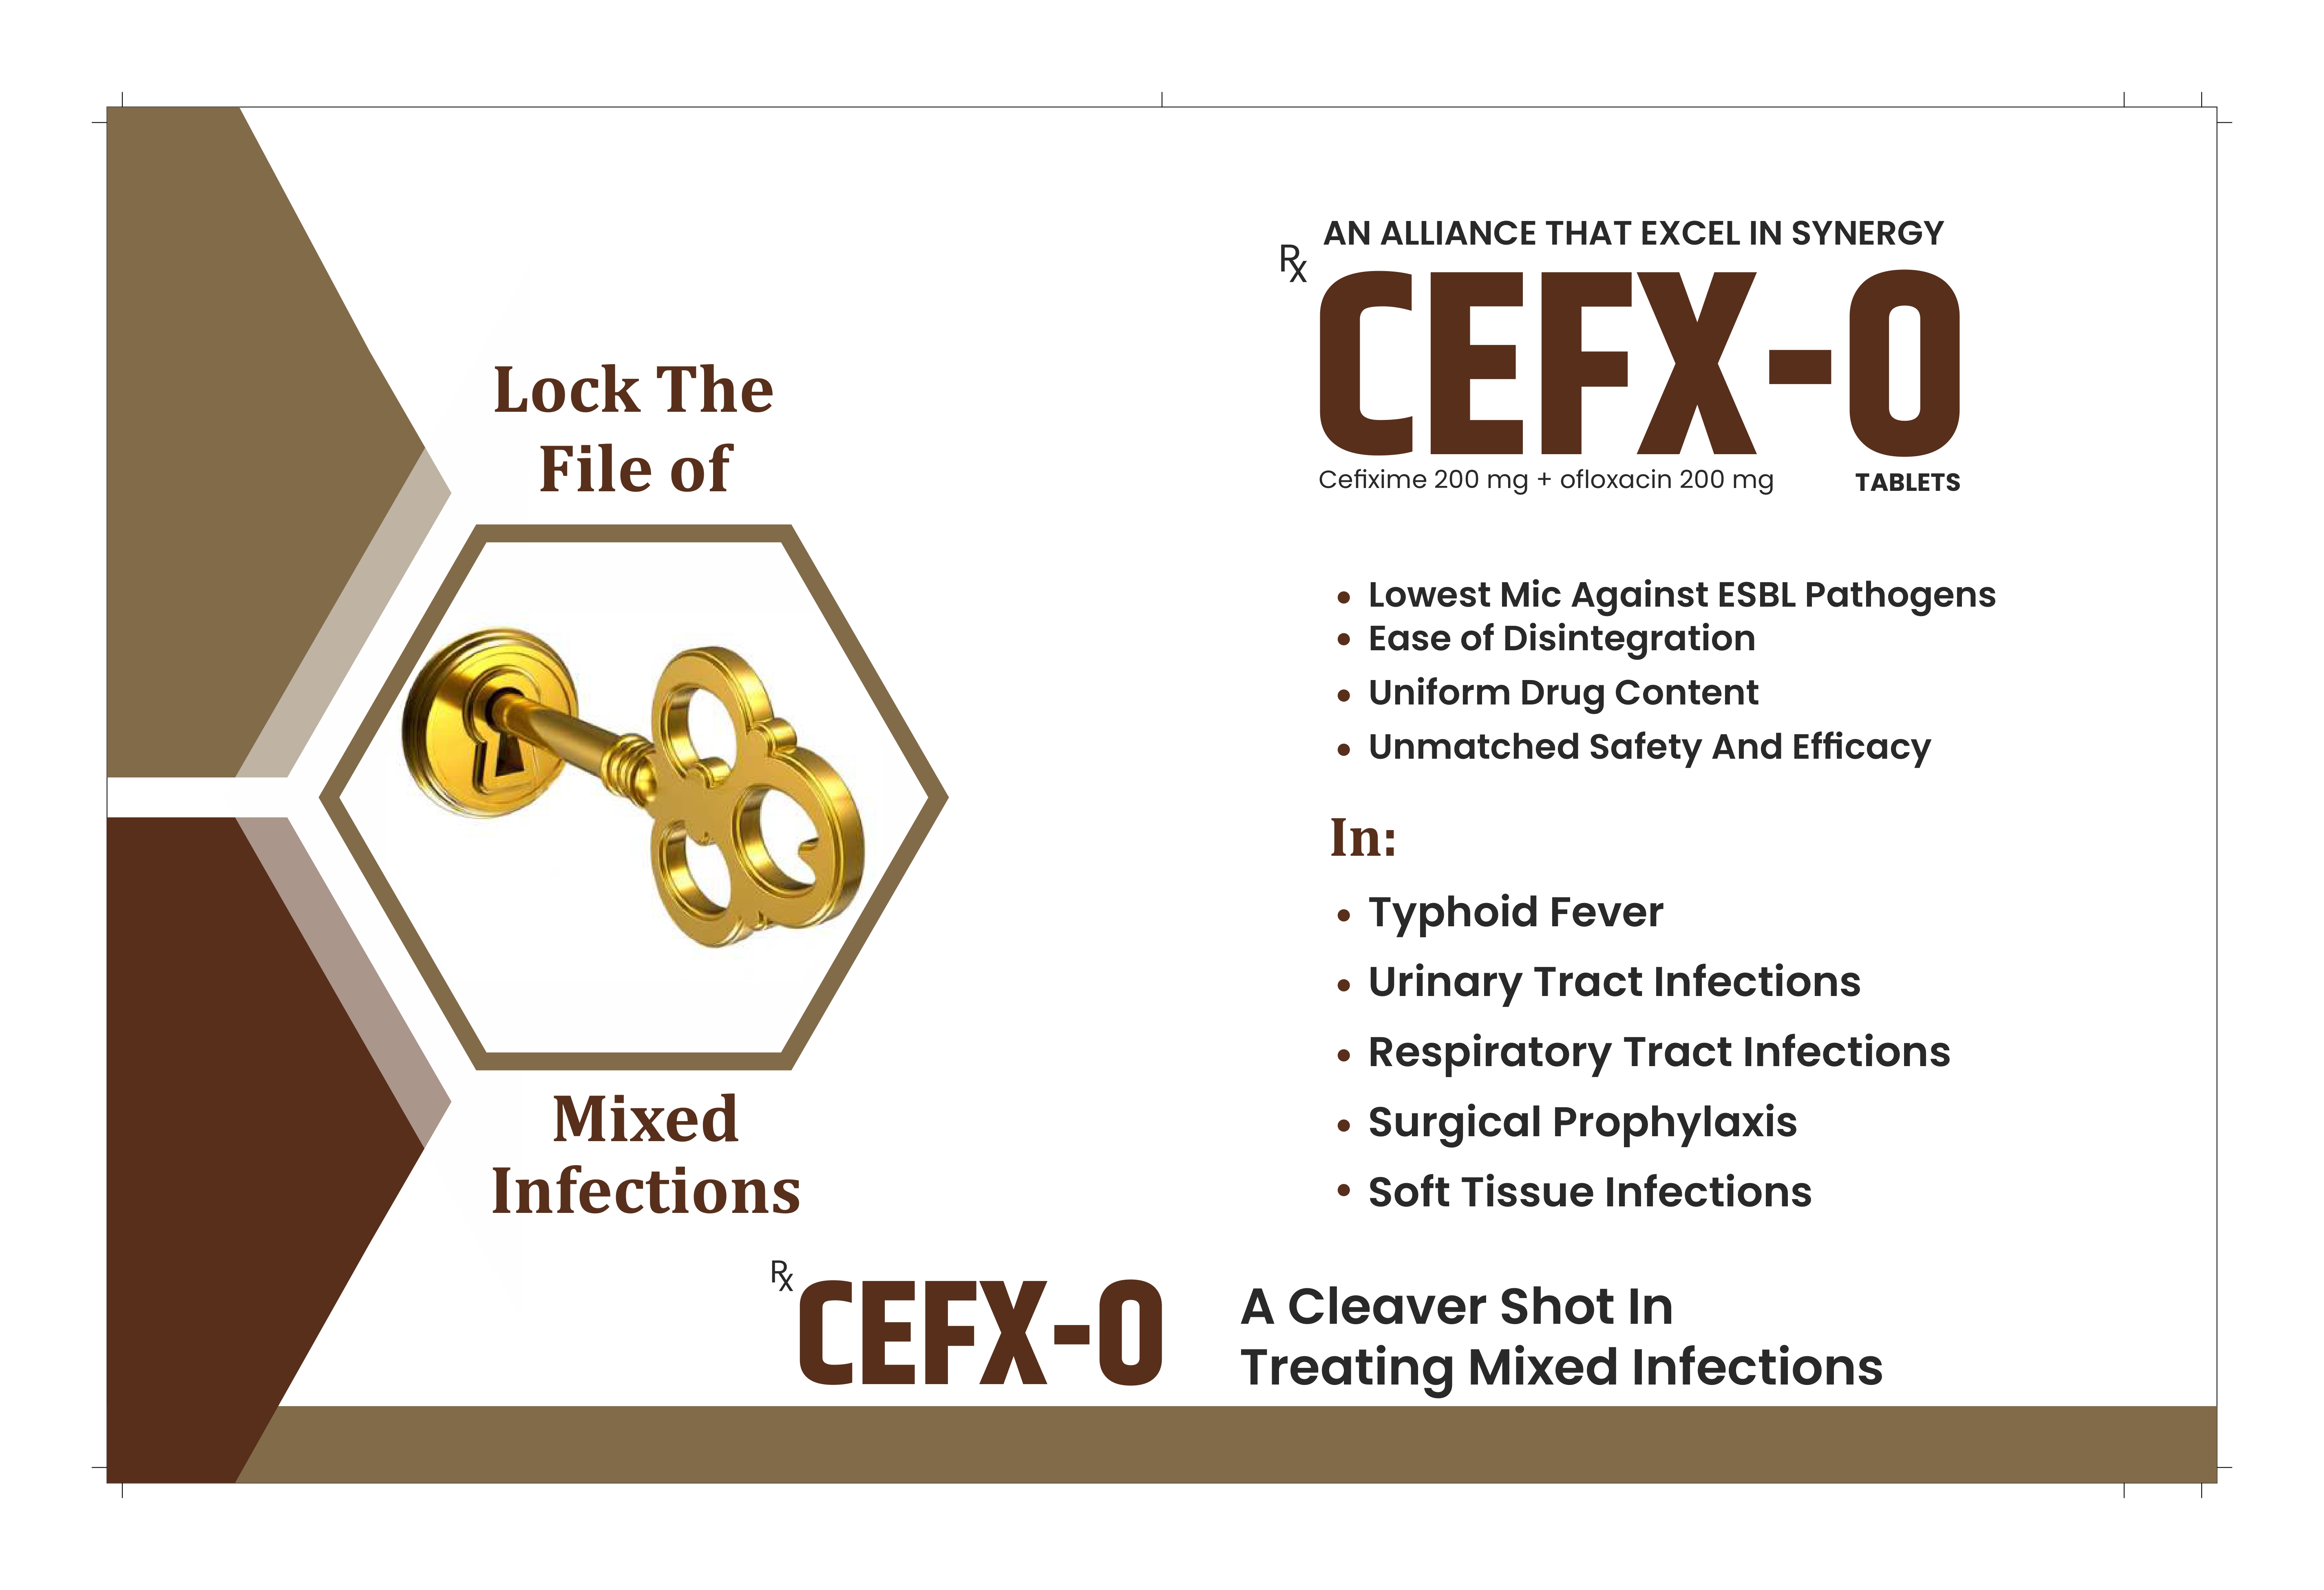 Lock The
File of
Mixed
Infections
AN ALLIANCE THAT EXCEL IN SYNERGY
Rx CEFX-O
Cefixime 200 mg + ofloxacin 200 mg TABLETS
• Lowest Mic Against ESBL Pathogens
• Ease of Disintegration
• Uniform Drug Content
• Unmatched Safety And Efficacy
In:
• Typhoid Fever
• Urinary Tract Infections
• Respiratory Tract Infections
• Surgical Prophylaxis
• Soft Tissue Infections
Rx CEFX-O
A Cleaver Shot In
Treating Mixed Infections